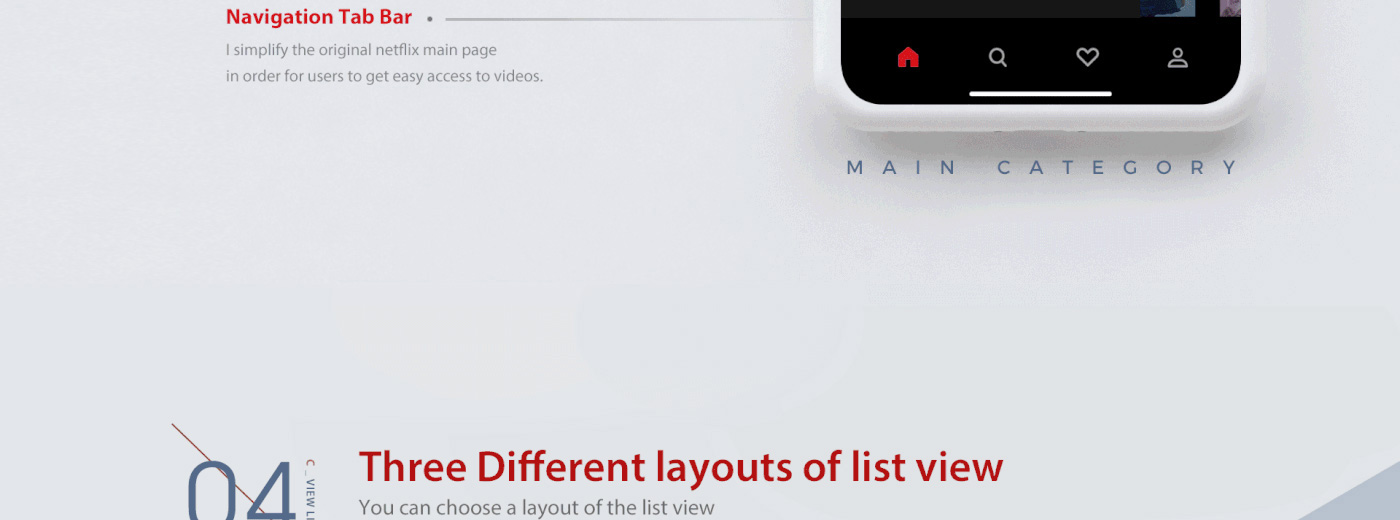 Navigation Tab Bar
I simplify the original netflix main page
in order for users to get easy access to videos.
MAIN CATEGORY
04
C_VIEW LI
Three Different layouts of list view
You can choose a layout of the list view